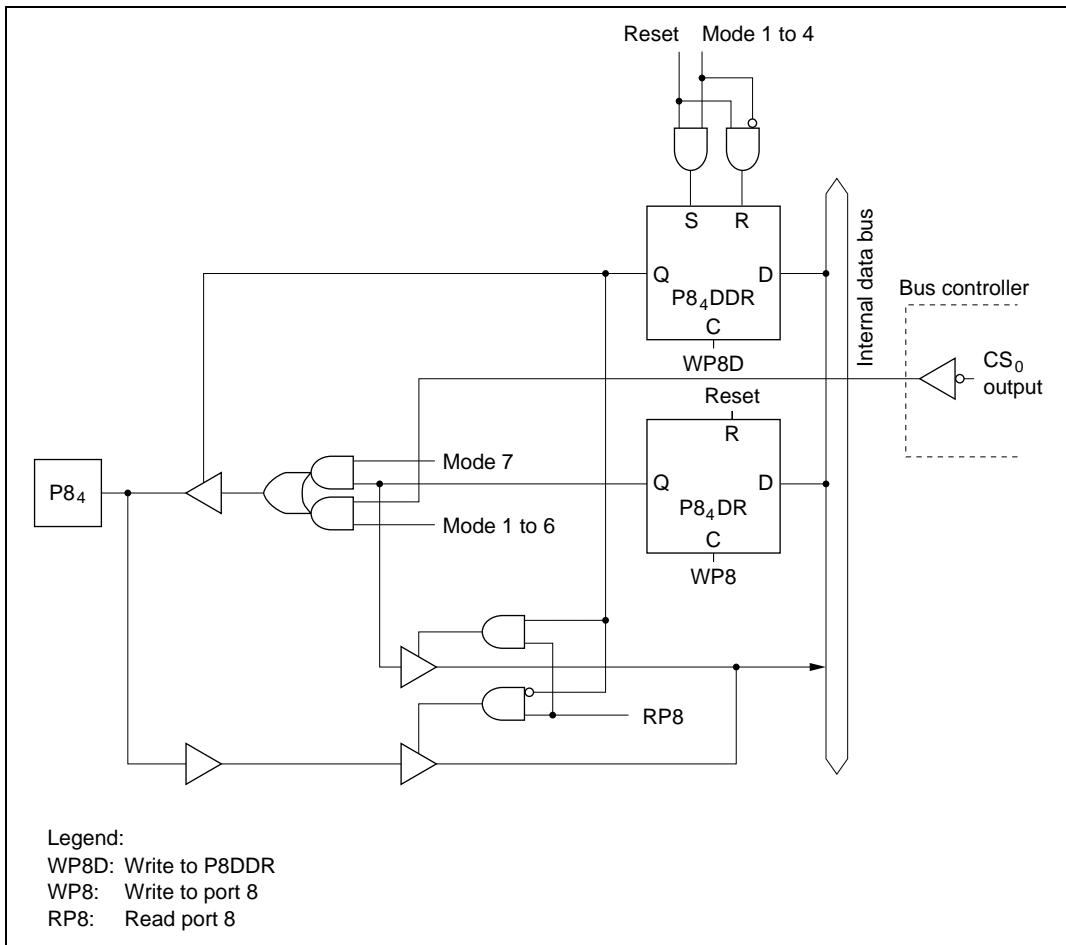 Reset Mode 1 to 4
S R
Q D
P8₄DDR
C
WP8D
Internal data bus
Bus controller
CS₀
output
Reset
R
Mode 7
Q D
P8₄DR
C
WP8
P8₄
Mode 1 to 6
RP8
Legend:
WP8D: Write to P8DDR
WP8: Write to port 8
RP8: Read port 8